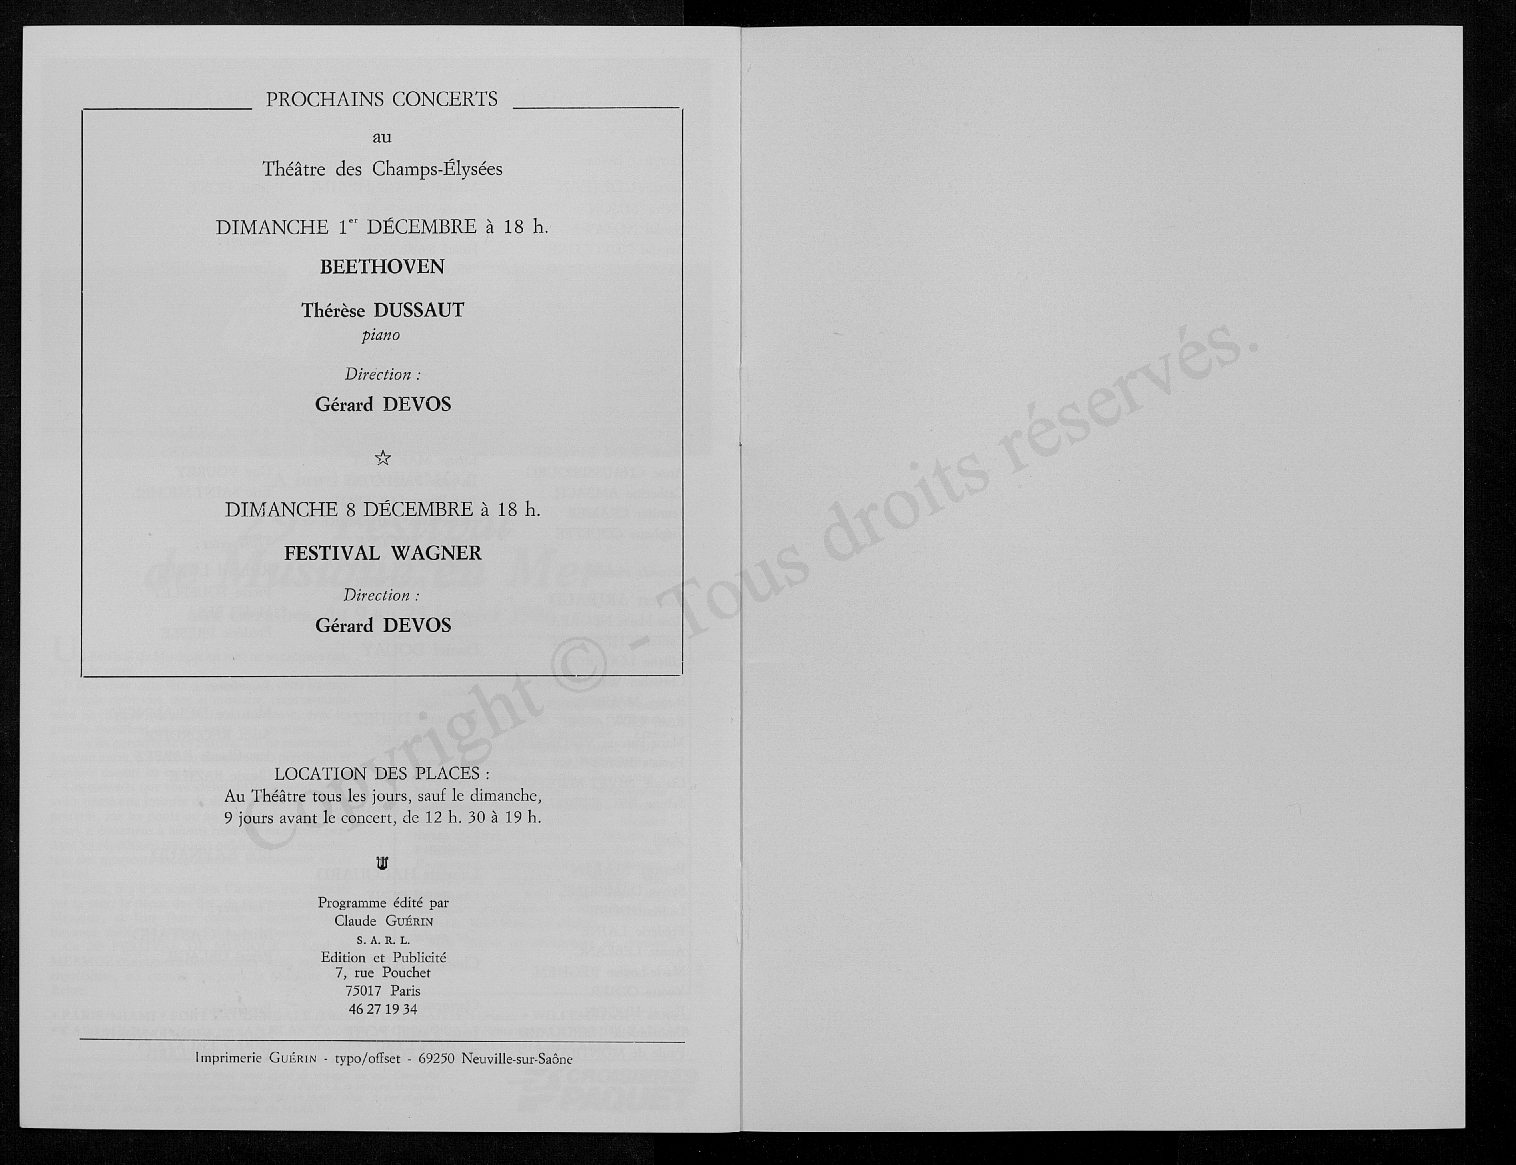 PROCHAINS CONCERTS
au
Théâtre des Champs-Élysées
DIMANCHE 1er DÉCEMBRE à 18 h.
BEETHOVEN
Thérèse DUSSAUT
piano
Direction :
Gérard DEVOS
☆
DIMANCHE 8 DÉCEMBRE à 18 h.
FESTIVAL WAGNER
Direction :
Gérard DEVOS
LOCATION DES PLACES :
Au Théâtre tous les jours, sauf le dimanche,
9 jours avant le concert, de 12 h. 30 à 19 h.
Programme édité par
Claude GUÉRIN
S. A. R. L.
Edition et Publicité
7, rue Pouchet
75017 Paris
46 27 19 34
Imprimerie GUÉRIN - typo/offset - 69250 Neuville-sur-Saône
Copyright © - Tous droits réservés.